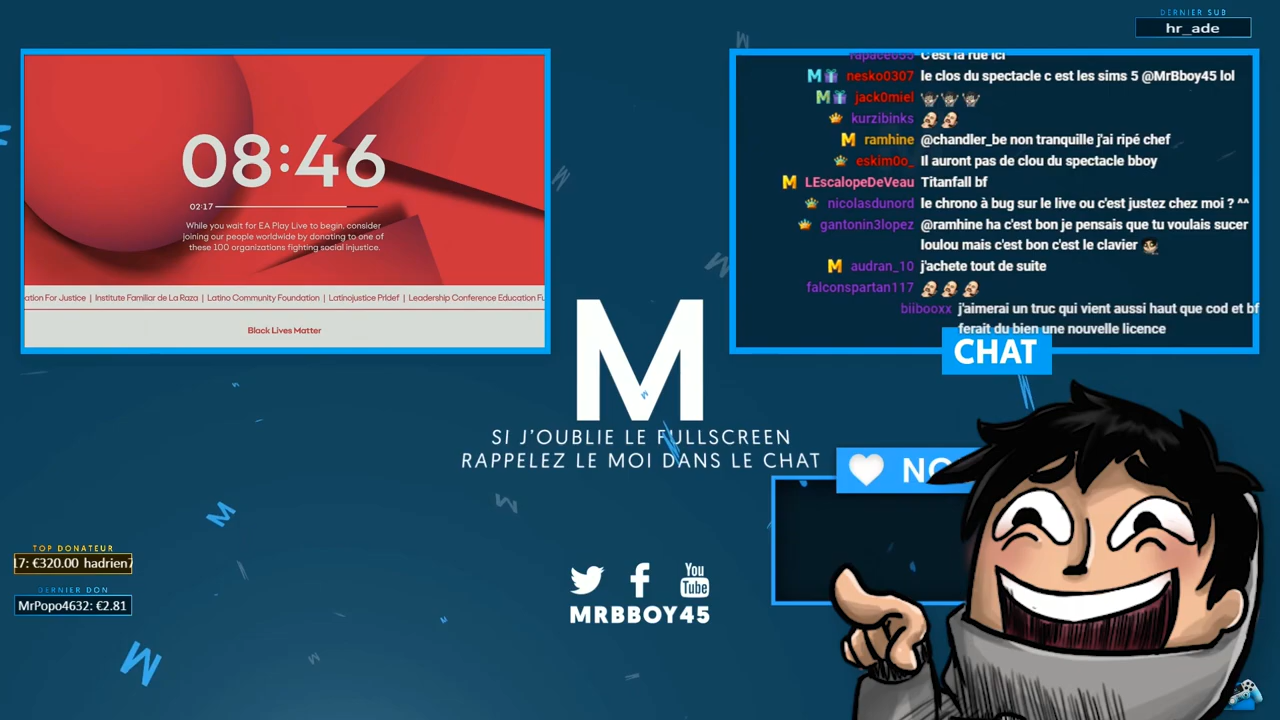 DERNIER SUB
hr_ade
08:46
02:17
While you wait for EA Play Live to begin, consider
joining our people worldwide by donating to one of
these 100 organizations fighting social injustice.
ation For Justice | Institute Familiar de La Raza | Latino Community Foundation | Latinojustice Prldef | Leadership Conference Education Fu
Black Lives Matter
rapace655 C'est la rue ici
M nesko0307 le clos du spectacle c est les sims 5 @MrBboy45 lol
M jack0miel
kurzibinks
M ramhine @chandler_be non tranquille j'ai ripé chef
eskim0o_ Il auront pas de clou du spectacle bboy
M LEscalopeDeVeau Titanfall bf
nicolasdunord le chrono à bug sur le live ou c'est justez chez moi ? ^^
gantonin3lopez @ramhine ha c'est bon je pensais que tu voulais sucer
loulou mais c'est bon c'est le clavier
M audran_10 j'achete tout de suite
falconspartan117
biibooxx j'aimerai un truc qui vient aussi haut que cod et bf
ferait du bien une nouvelle licence
CHAT
M
SI J'OUBLIE LE FULLSCREEN
RAPPELEZ LE MOI DANS LE CHAT
NO
TOP DONATEUR
17: €320.00 hadrien7
DERNIER DON
MrPopo4632: €2.81
You
Tube
MRBBOY45